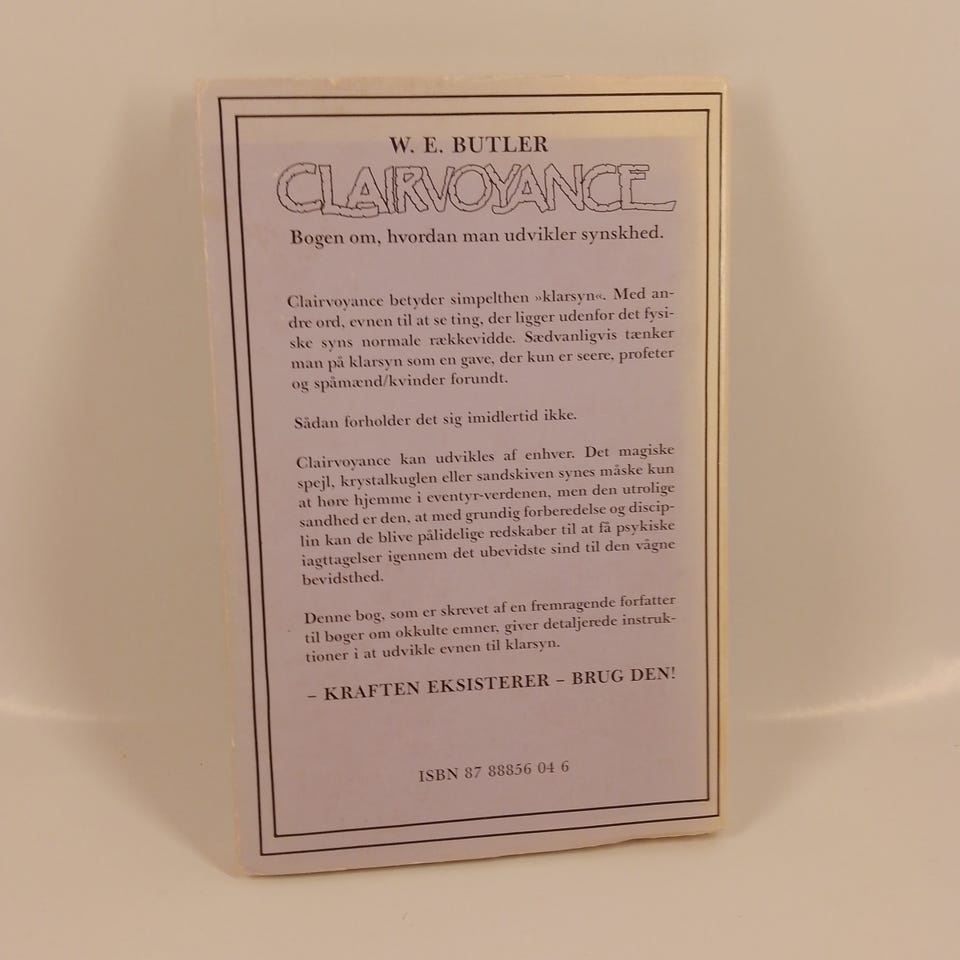 W. E. BUTLER
CLAIRVOYANCE
Bogen om, hvordan man udvikler synskhed.
Clairvoyance betyder simpelthen »klarsyn«. Med an-
dre ord, evnen til at se ting, der ligger udenfor det fysi-
ske syns normale rækkevidde. Sædvanligvis tænker
man på klarsyn som en gave, der kun er seere, profeter
og spåmænd/kvinder forundt.
Sådan forholder det sig imidlertid ikke.
Clairvoyance kan udvikles af enhver. Det magiske
spejl, krystalkuglen eller sandskiven synes måske kun
at høre hjemme i eventyr-verdenen, men den utrolige
sandhed er den, at med grundig forberedelse og discip-
lin kan de blive pålidelige redskaber til at få psykiske
iagttagelser igennem det ubevidste sind til den vågne
bevidsthed.
Denne bog, som er skrevet af en fremragende forfatter
til bøger om okkulte emner, giver detaljerede instruk-
tioner i at udvikle evnen til klarsyn.
– KRAFTEN EKSISTERER – BRUG DEN!
ISBN 87 88856 04 6